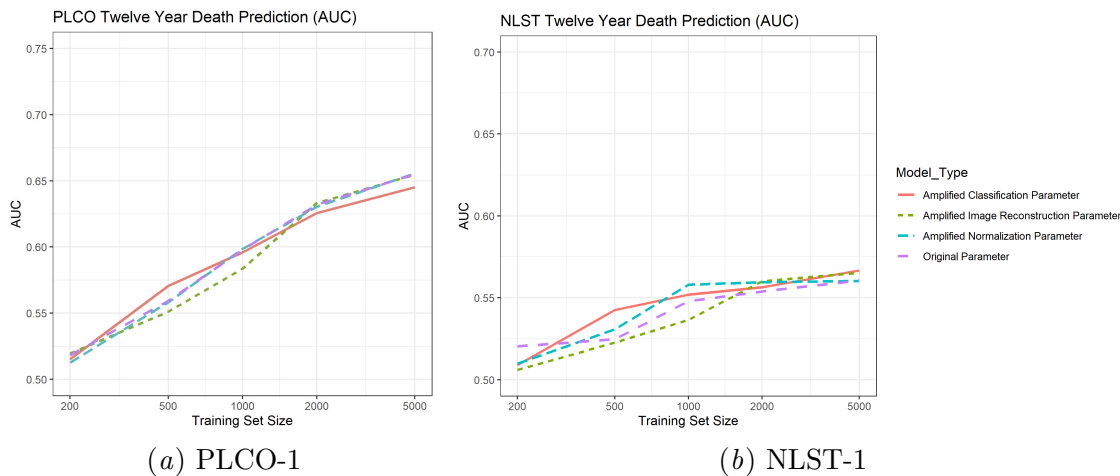 PLCO Twelve Year Death Prediction (AUC)
0.75
0.70
0.65
0.60
0.55
0.50
AUC
200
500
1000
2000
5000
Training Set Size
(a) PLCO-1
NLST Twelve Year Death Prediction (AUC)
0.70
0.65
0.60
0.55
0.50
AUC
200
500
1000
2000
5000
Training Set Size
(b) NLST-1
Model_Type
Amplified Classification Parameter
Amplified Image Reconstruction Parameter
Amplified Normalization Parameter
Original Parameter